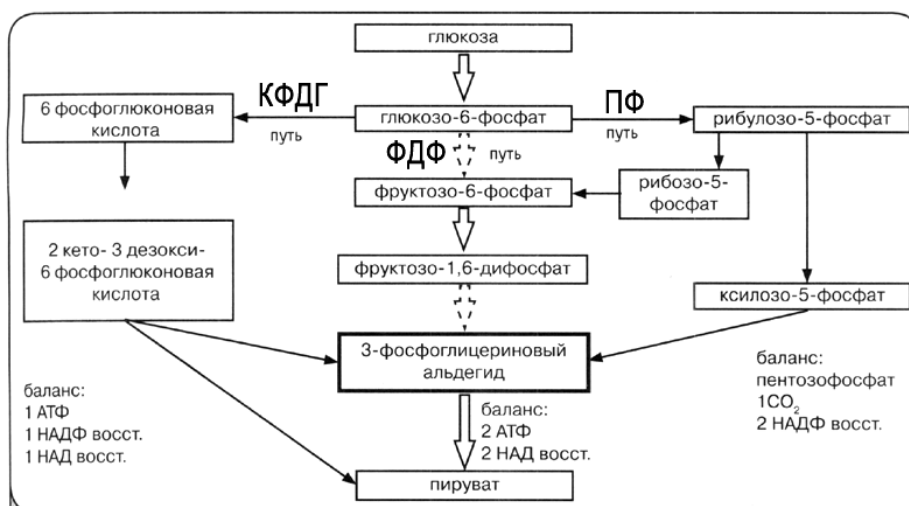 глюкоза
КФДГ
ПФ
6 фосфоглюконовая
кислота
путь
глюкозо-6-фосфат
путь
рибулозо-5-фосфат
ФДФ
путь
фруктозо-6-фосфат
рибозо-5-
фосфат
2 кето- 3 дезокси-
6 фосфоглюконовая
кислота
фруктозо-1,6-дифосфат
ксилозо-5-фосфат
3-фосфоглицериновый
альдегид
баланс:
1 АТФ
1 НАДФ восст.
1 НАД восст.
баланс:
2 АТФ
2 НАД восст.
баланс:
пентозофосфат
1CO₂
2 НАДФ восст.
пируват